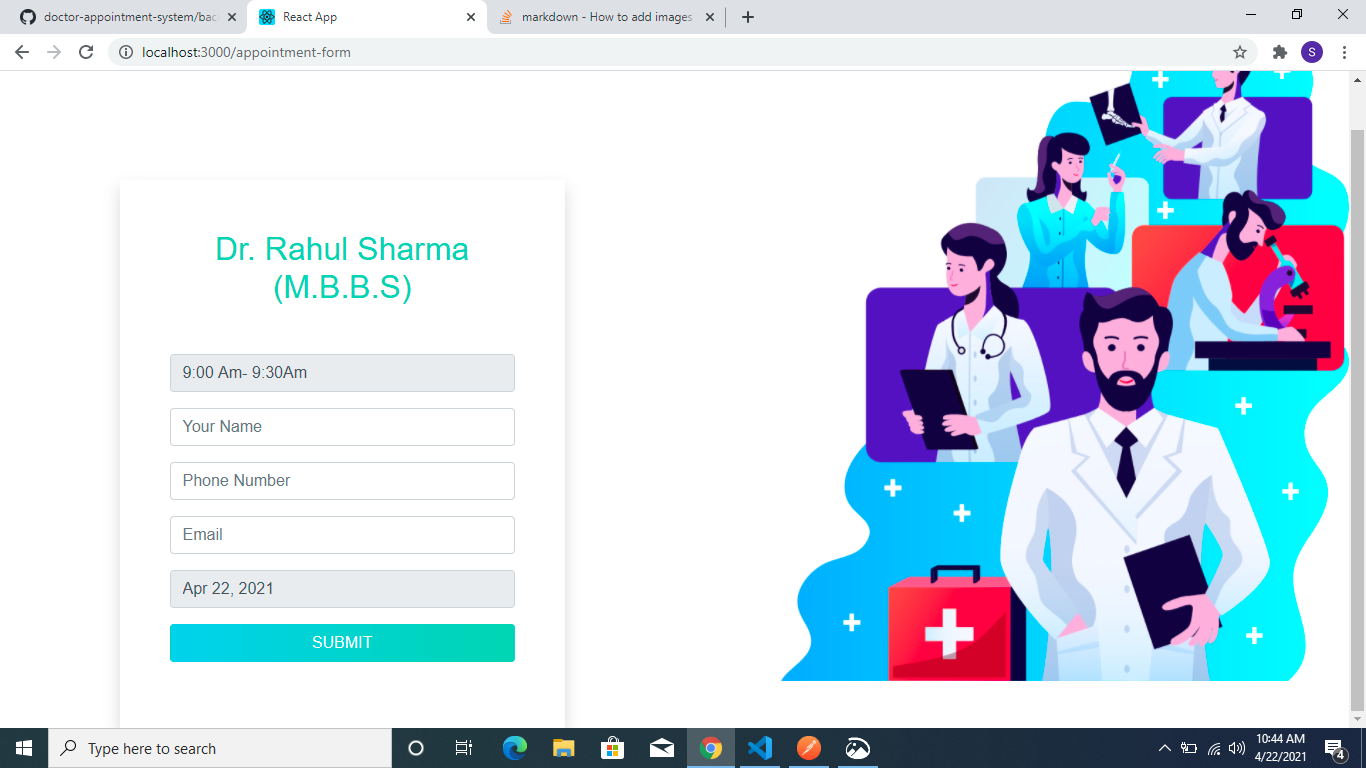 doctor-appointment-system/bac
React App
markdown - How to add images
localhost:3000/appointment-form
S
Dr. Rahul Sharma
(M.B.B.S)
9:00 Am- 9:30Am
Your Name
Phone Number
Email
Apr 22, 2021
SUBMIT
Type here to search
10:44 AM
4/22/2021
4